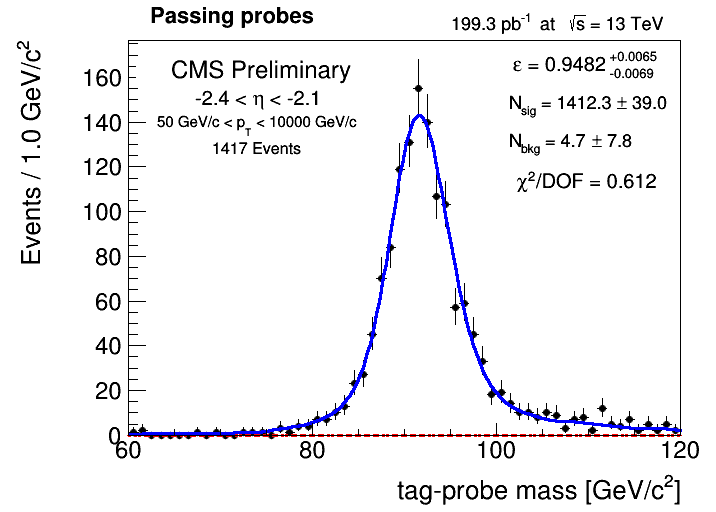 Passing probes
199.3 pb⁻¹ at √s = 13 TeV
CMS Preliminary
-2.4 < η < -2.1
50 GeV/c < p_T < 10000 GeV/c
1417 Events
ε = 0.9482 +0.0065 -0.0069
N_sig = 1412.3 ± 39.0
N_bkg = 4.7 ± 7.8
χ²/DOF = 0.612
Events / 1.0 GeV/c²
160
140
120
100
80
60
40
20
0
60 80 100 120
tag-probe mass [GeV/c²]